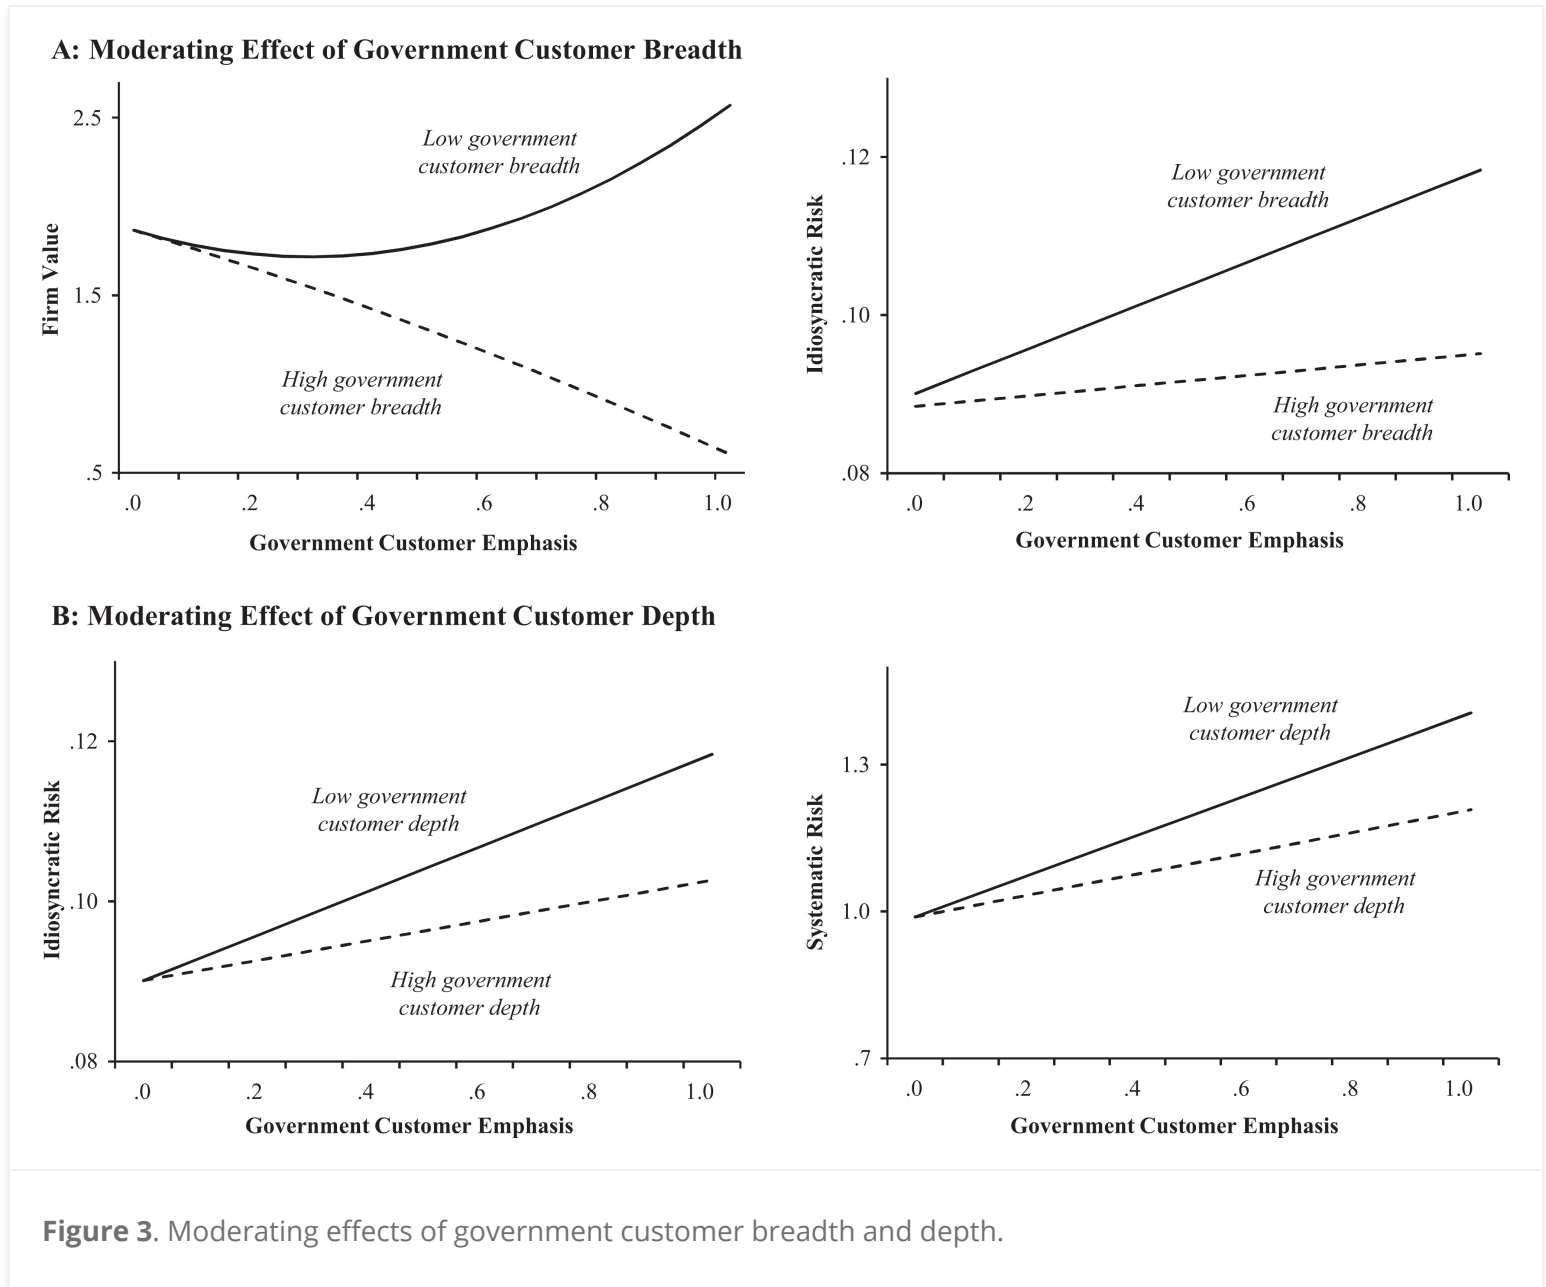 A: Moderating Effect of Government Customer Breadth
2.5
1.5
.5
Firm Value
Low government
customer breadth
High government
customer breadth
.0 .2 .4 .6 .8 1.0
Government Customer Emphasis
.12
.10
.08
Idiosyncratic Risk
Low government
customer breadth
High government
customer breadth
.0 .2 .4 .6 .8 1.0
Government Customer Emphasis
B: Moderating Effect of Government Customer Depth
.12
.10
.08
Idiosyncratic Risk
Low government
customer depth
High government
customer depth
.0 .2 .4 .6 .8 1.0
Government Customer Emphasis
1.3
1.0
.7
Systematic Risk
Low government
customer depth
High government
customer depth
.0 .2 .4 .6 .8 1.0
Government Customer Emphasis
Figure 3. Moderating effects of government customer breadth and depth.